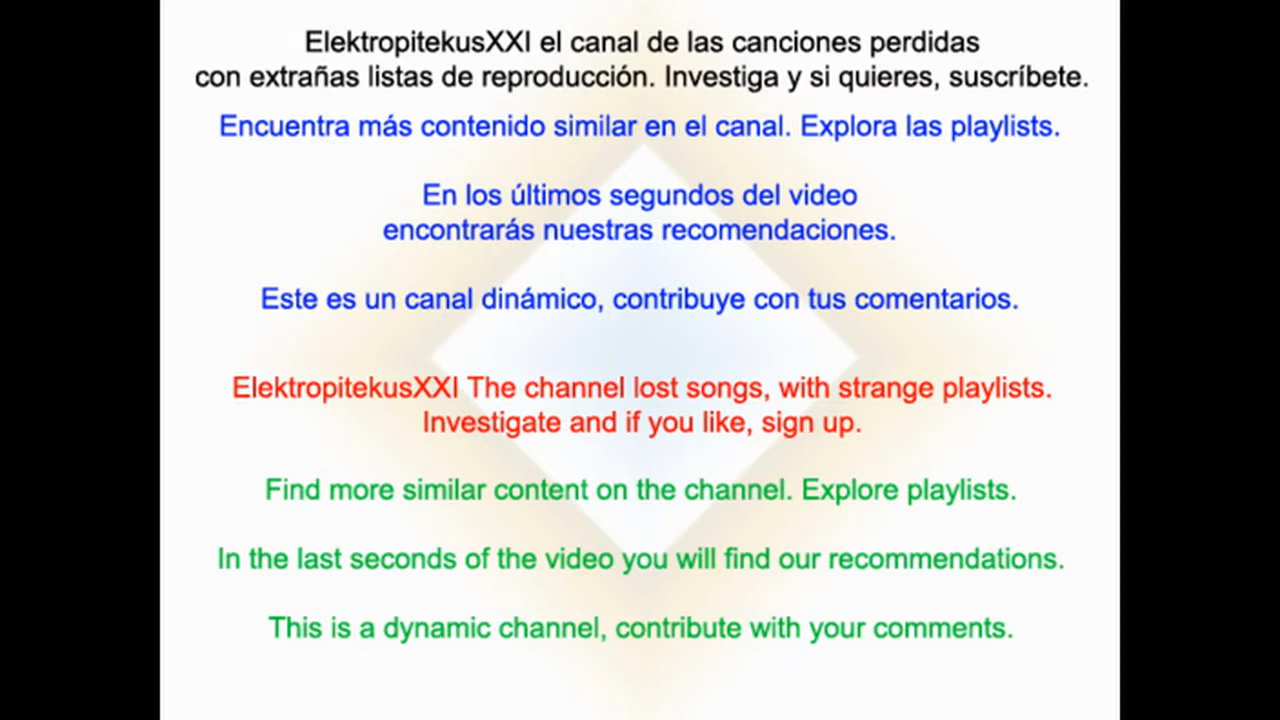 ElektropitekusXXI el canal de las canciones perdidas
con extrañas listas de reproducción. Investiga y si quieres, suscríbete.
Encuentra más contenido similar en el canal. Explora las playlists.
En los últimos segundos del video
encontrarás nuestras recomendaciones.
Este es un canal dinámico, contribuye con tus comentarios.
ElektropitekusXXI The channel lost songs, with strange playlists.
Investigate and if you like, sign up.
Find more similar content on the channel. Explore playlists.
In the last seconds of the video you will find our recommendations.
This is a dynamic channel, contribute with your comments.